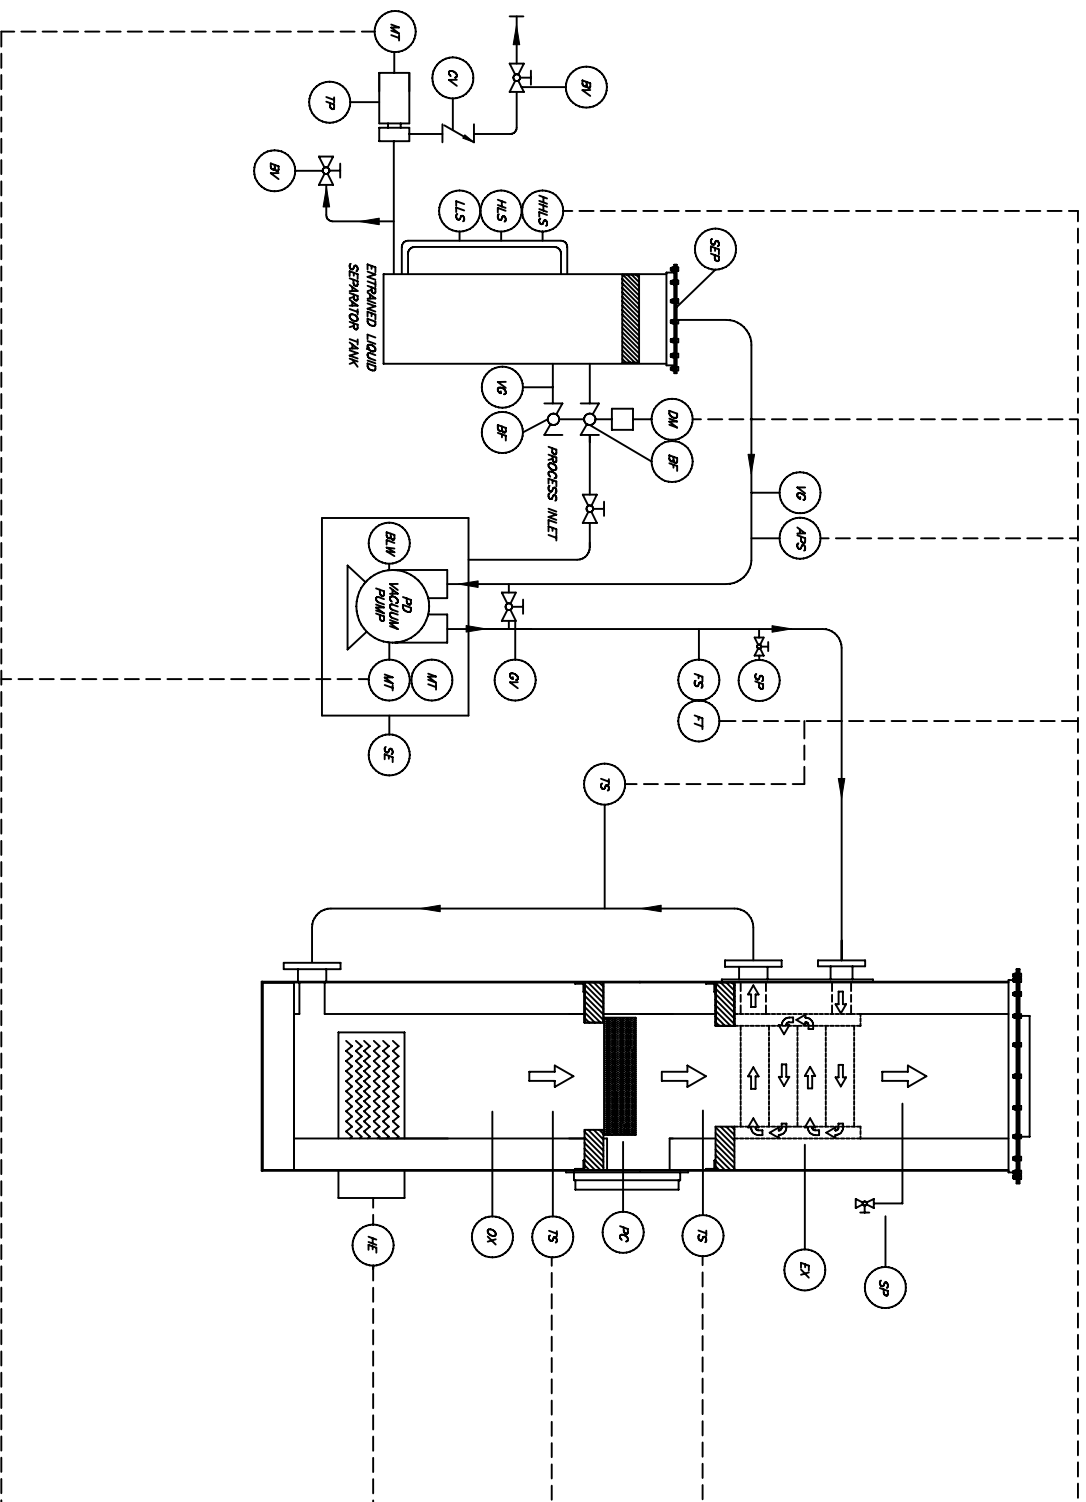 SP
EX
VG
APS
SP
SEP
TS
FS
FT
DM
BF
PC
TS
BV
PROCESS INLET
TS
HHLS
GV
HLS
VG
BF
OX
LLS
CV
MT
MT
BLW
PD
VACUUM
PUMP
MT
SE
ENTRAINED LIQUID
SEPARATOR TANK
HE
TP
BV